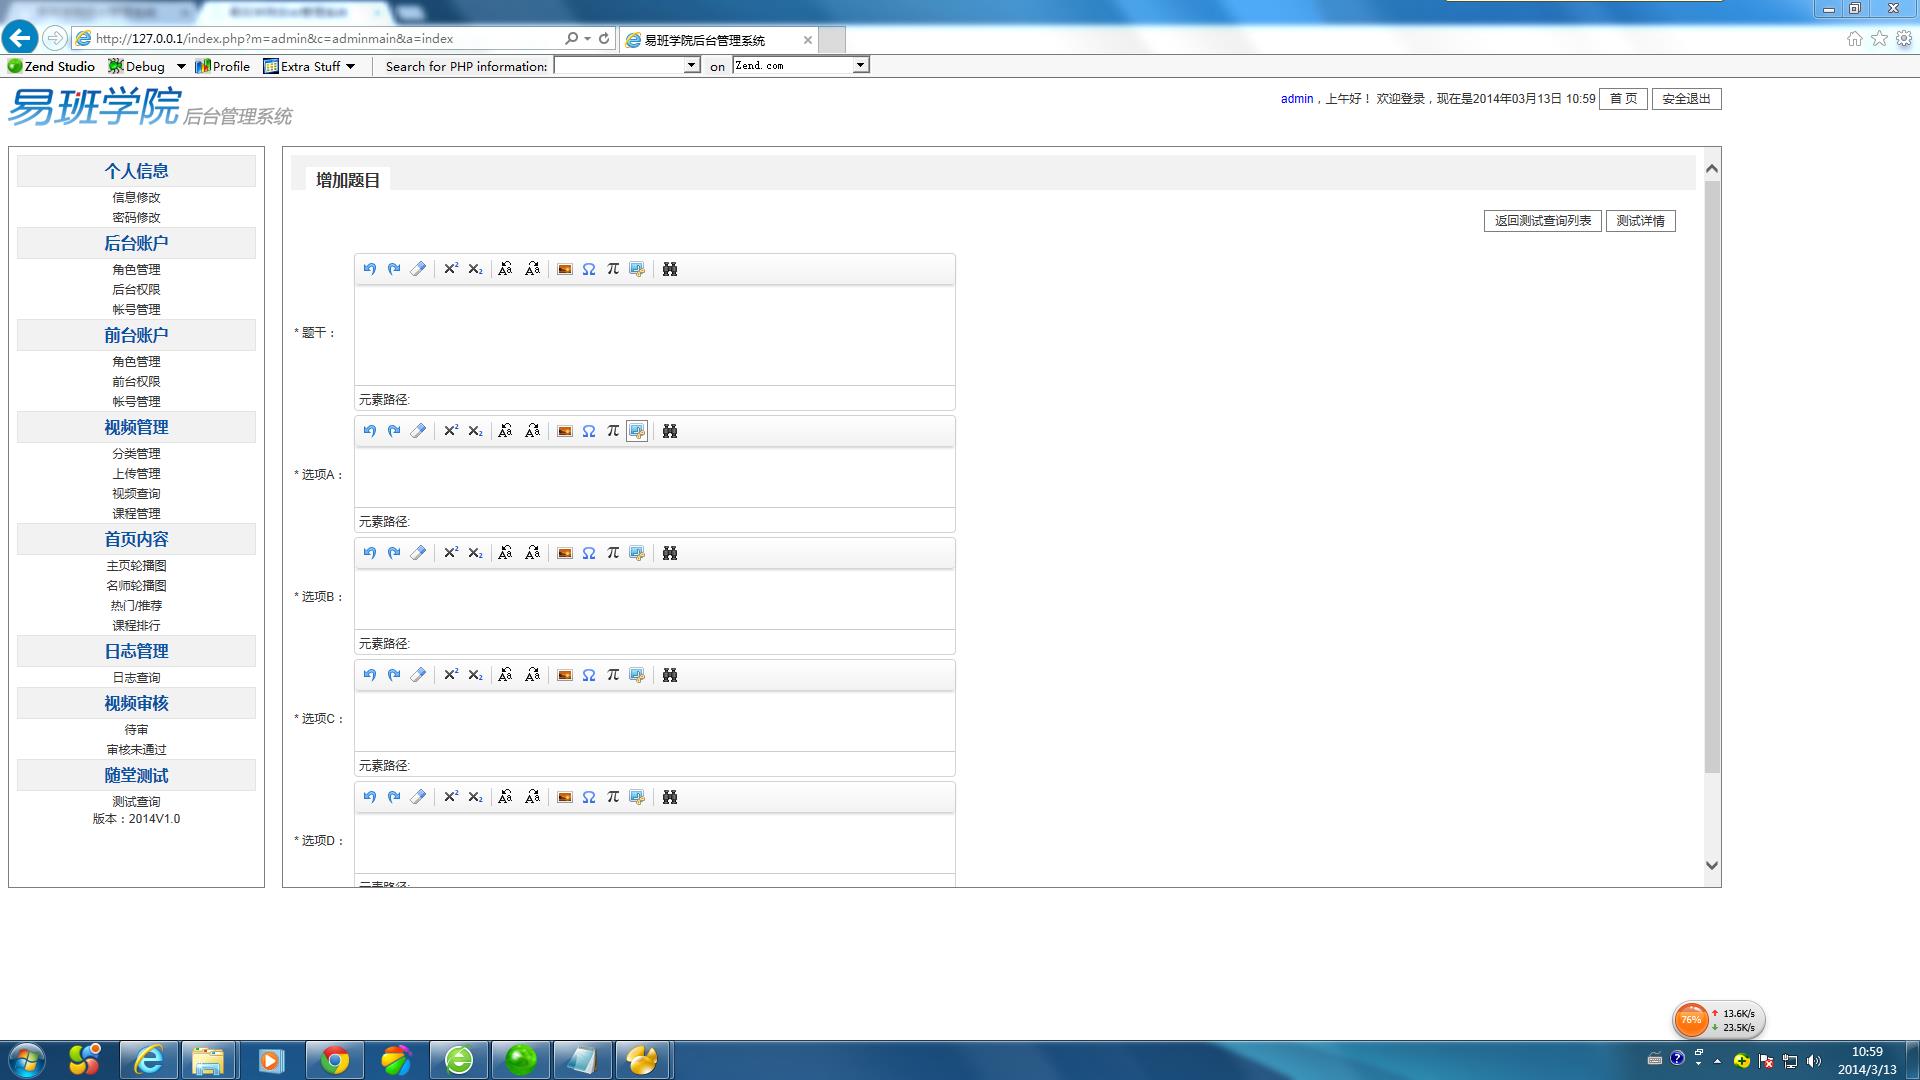 http://127.0.0.1/index.php?m=admin&c=adminmain&a=index
易班学院后台管理系统
Zend Studio Debug Profile Extra Stuff Search for PHP information: on Zend.com
易班学院 后台管理系统
admin，上午好！ 欢迎登录，现在是2014年03月13日 10:59 首 页 安全退出
个人信息
信息修改
密码修改
后台账户
角色管理
后台权限
帐号管理
前台账户
角色管理
前台权限
帐号管理
视频管理
分类管理
上传管理
视频查询
课程管理
首页内容
主页轮播图
名师轮播图
热门/推荐
课程排行
日志管理
日志查询
视频审核
待审
审核未通过
随堂测试
测试查询
版本：2014V1.0
增加题目
返回测试查询列表 测试详情
* 题干：
元素路径:
* 选项A：
元素路径:
* 选项B：
元素路径:
* 选项C：
元素路径:
* 选项D：
元素路径:
76% 13.6K/s
23.5K/s
10:59
2014/3/13